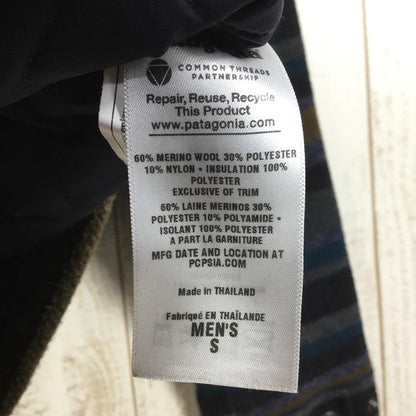 COMMON THREADS
PARTNERSHIP
Repair, Reuse, Recycle
This Product
www.patagonia.com
60% MERINO WOOL 30% POLYESTER
10% NYLON • INSULATION 100%
POLYESTER
EXCLUSIVE OF TRIM
60% LAINE MERINOS 30%
POLYESTER 10% POLYAMIDE •
ISOLANT 100% POLYESTER
A PART LA GARNITURE
MFG DATE AND LOCATION AT
PCPSIA.COM
Made in THAILAND
Fabriqué EN THAÏLANDE
MEN'S
S